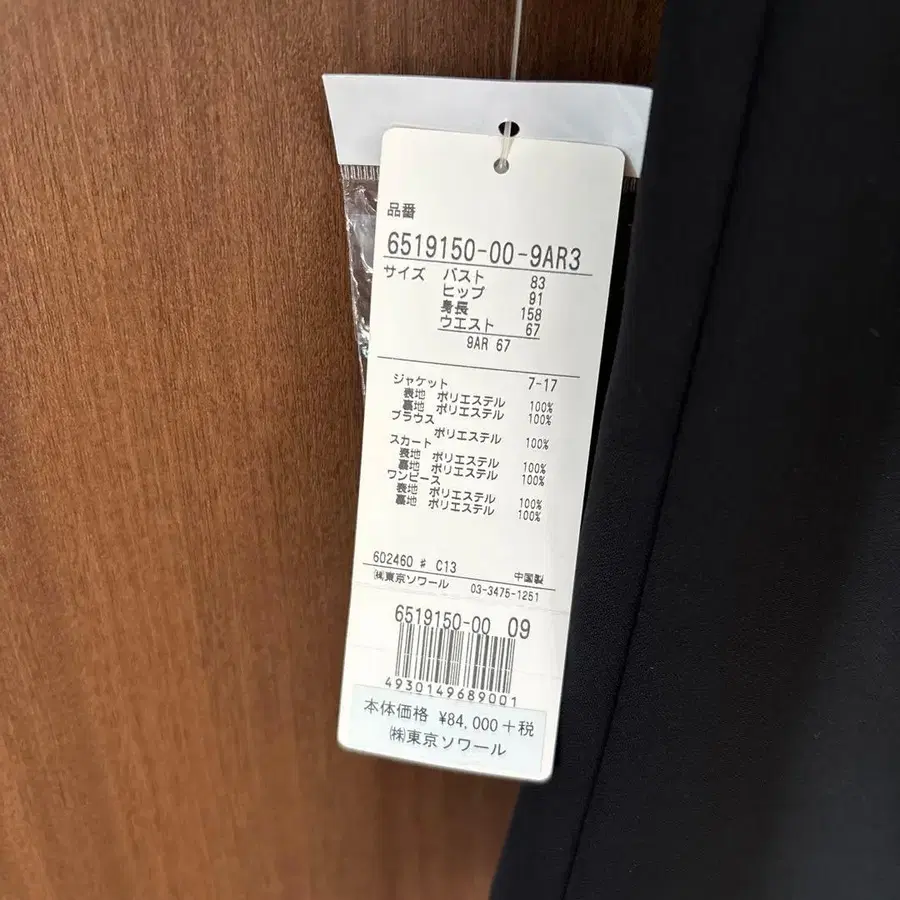 品番
6519150-00-9AR3
サイズ バスト 83
ヒップ 91
身長 158
ウエスト 67
9AR 67
ジャケット 7-17
表地 ポリエステル 100%
裏地 ポリエステル 100%
ブラウス
ポリエステル 100%
スカート
表地 ポリエステル 100%
裏地 ポリエステル 100%
ワンピース
表地 ポリエステル 100%
裏地 ポリエステル 100%
602460 # C13 中国製
㈱東京ソワール 03-3475-1251
6519150-00 09
4930149689001
本体価格 ¥84,000+税
㈱東京ソワール